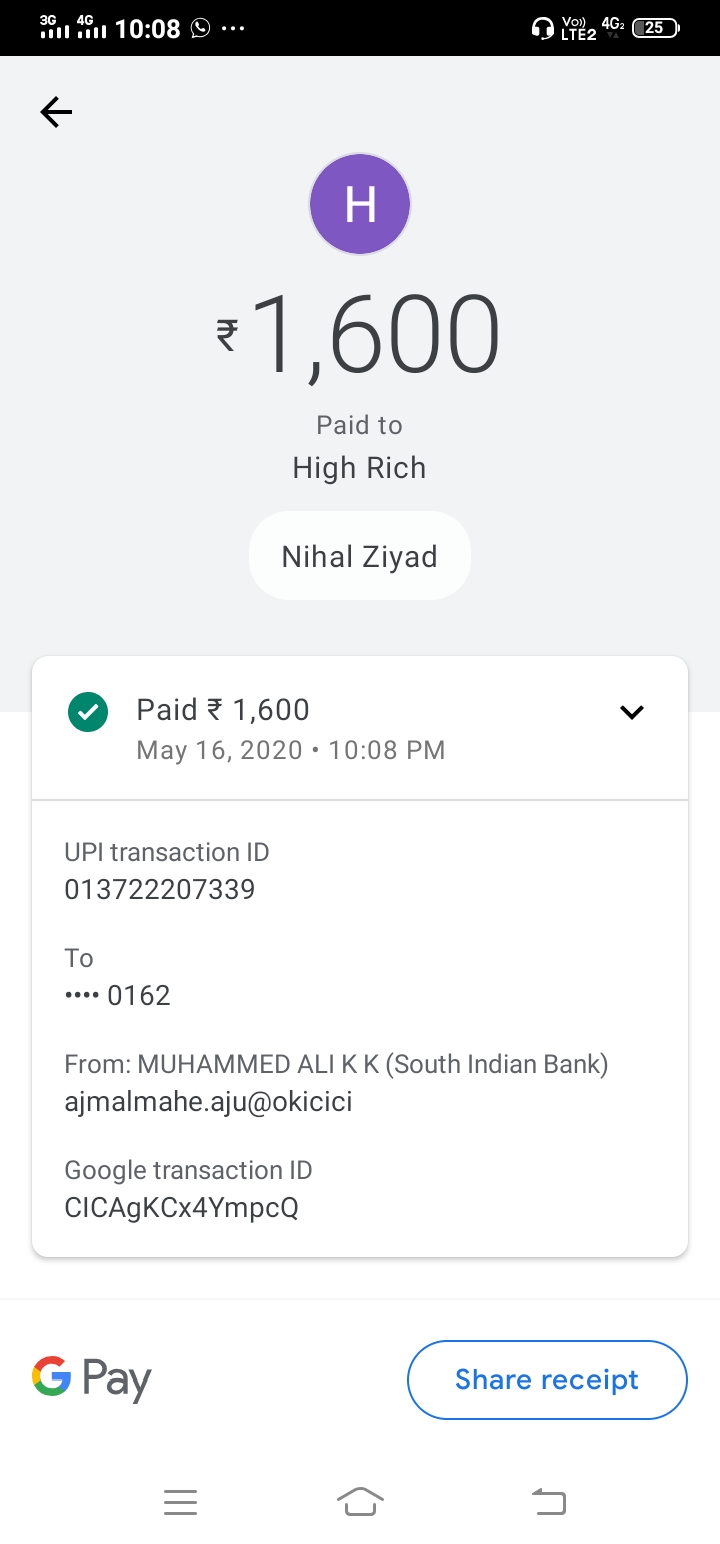 3G 4G 10:08 ... Vo)) LTE2 4G2 25
H
₹1,600
Paid to
High Rich
Nihal Ziyad
Paid ₹ 1,600
May 16, 2020 • 10:08 PM
UPI transaction ID
013722207339
To
•••• 0162
From: MUHAMMED ALI K K (South Indian Bank)
ajmalmahe.aju@okicici
Google transaction ID
CICAgKCx4YmpcQ
G Pay
Share receipt